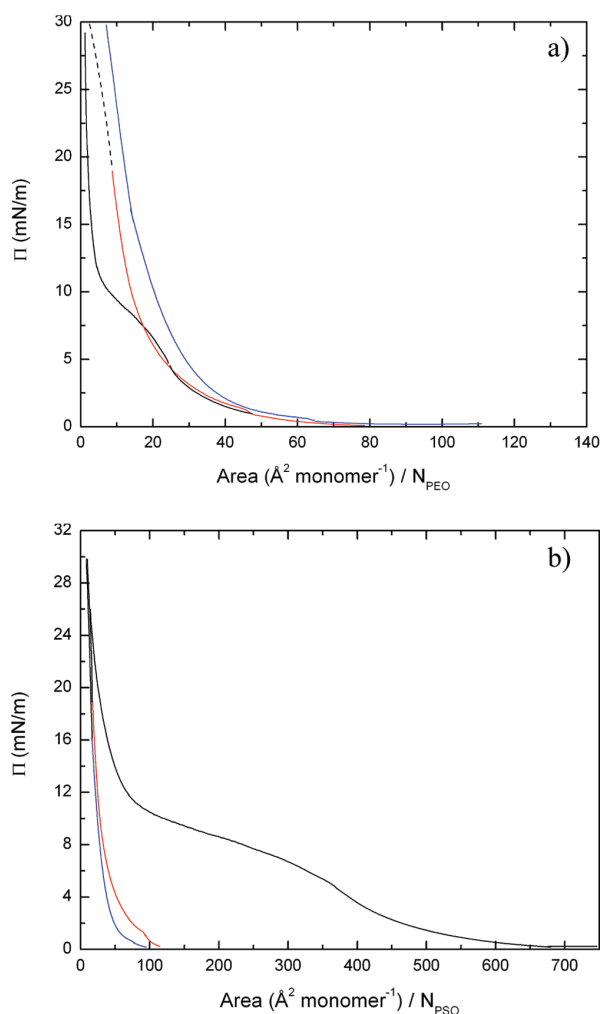 a)
30
25
20
15
10
5
0
Π (mN/m)
0 20 40 60 80 100 120 140
Area (Å² monomer⁻¹) / N_PEO
b)
32
28
24
20
16
12
8
4
0
Π (mN/m)
0 100 200 300 400 500 600 700
Area (Å² monomer⁻¹) / N_PSO